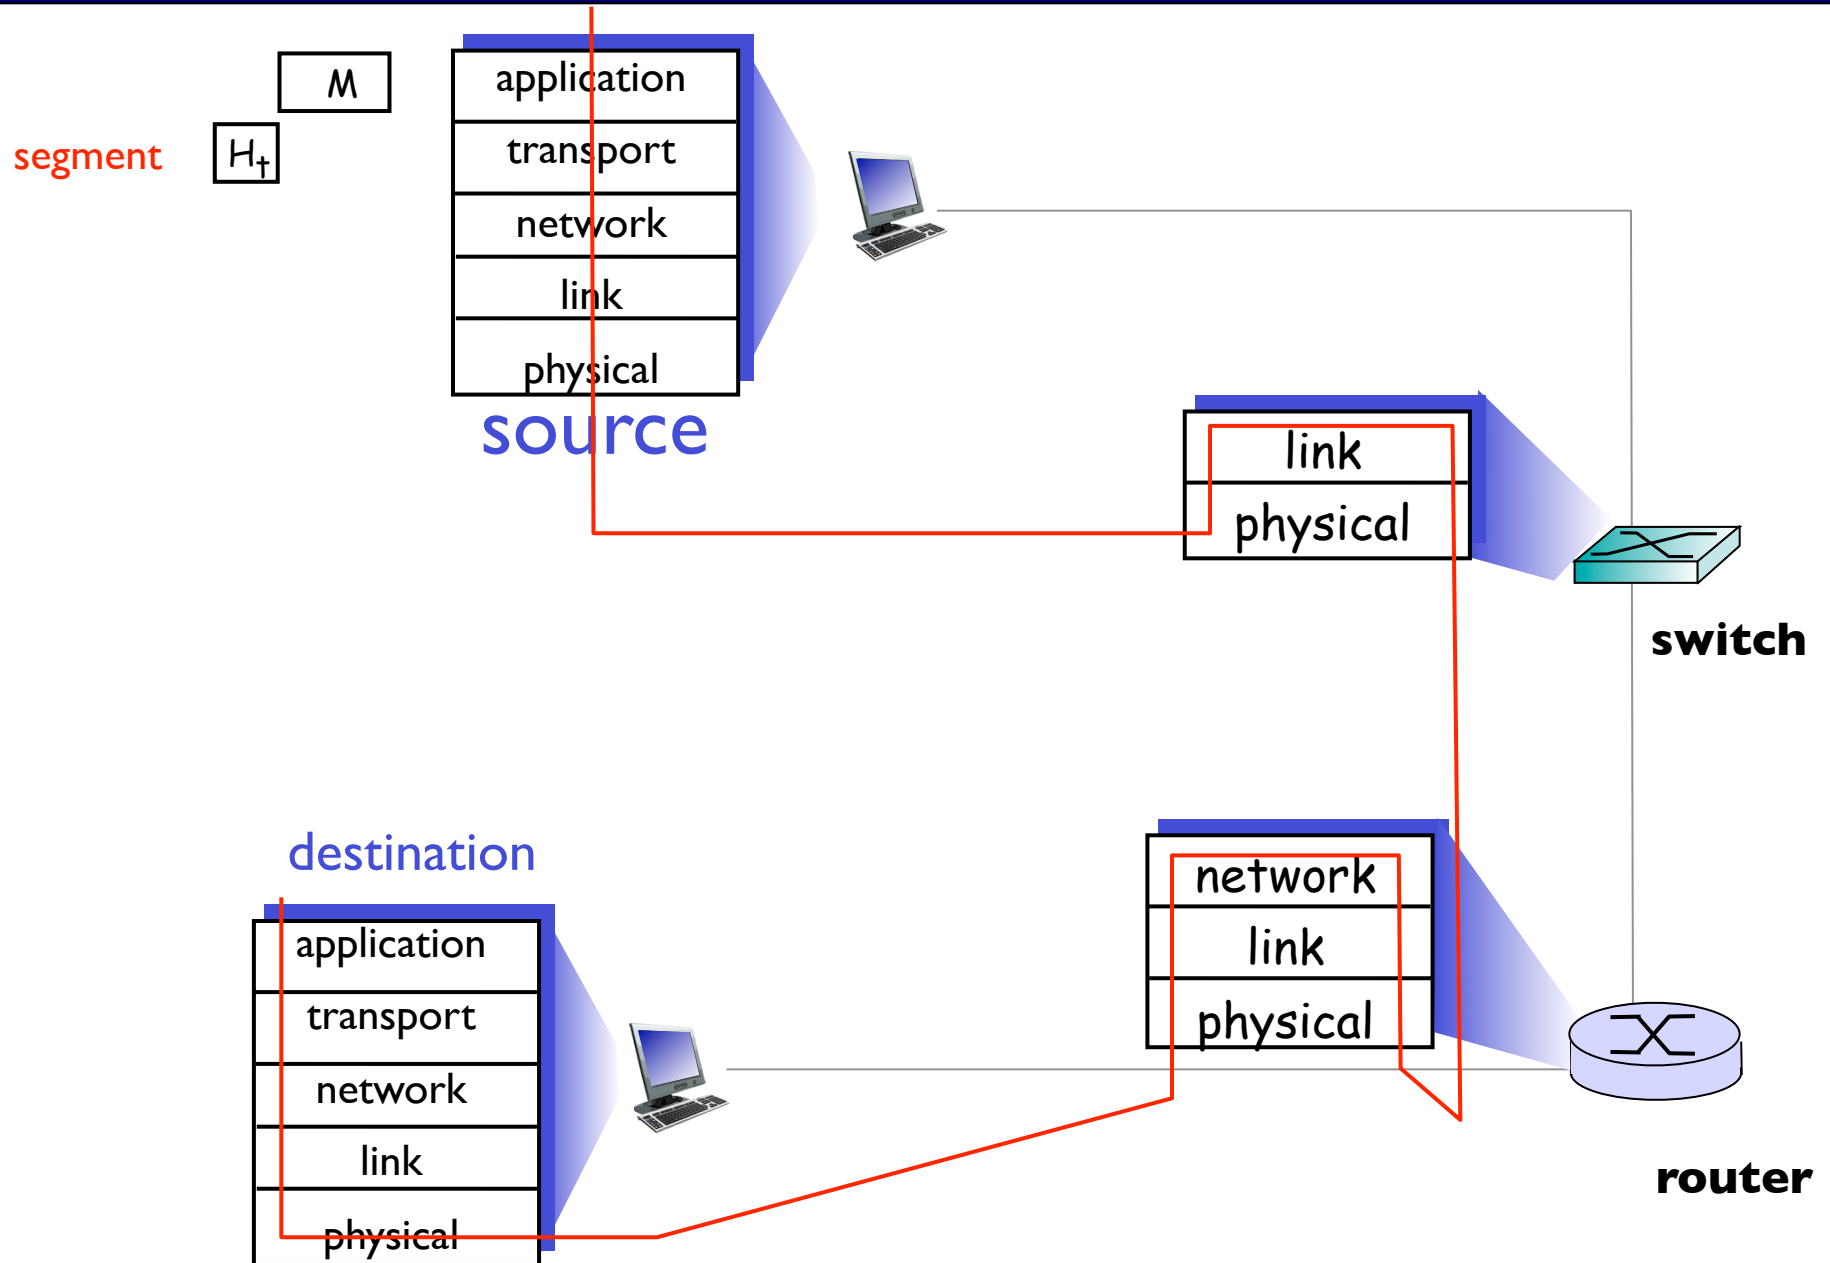 M
segment
Ht
application
transport
network
link
physical
source
link
physical
switch
destination
application
transport
network
link
physical
network
link
physical
router